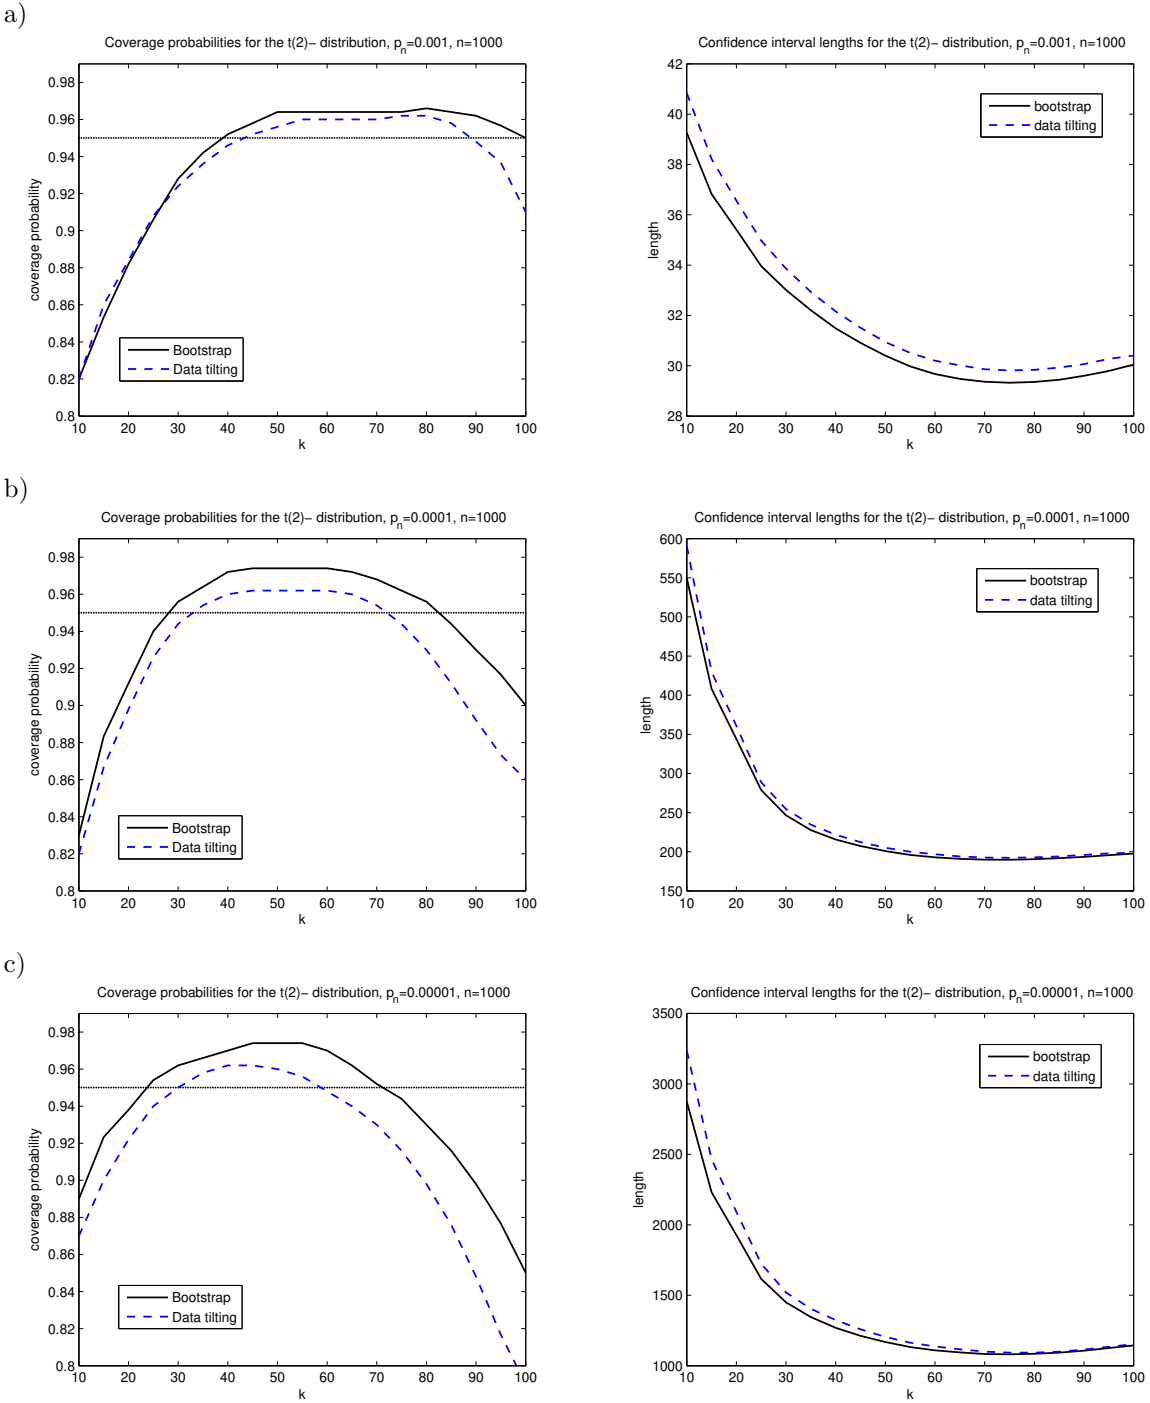 a)
Coverage probabilities for the t(2)− distribution, pn=0.001, n=1000
0.98
0.96
0.94
0.92
0.9
0.88
0.86
0.84
0.82
0.8
coverage probability
Bootstrap
Data tilting
10 20 30 40 50 60 70 80 90 100
k
Confidence interval lengths for the t(2)− distribution, pn=0.001, n=1000
42
40
38
36
34
32
30
28
length
bootstrap
data tilting
10 20 30 40 50 60 70 80 90 100
k
b)
Coverage probabilities for the t(2)− distribution, pn=0.0001, n=1000
0.98
0.96
0.94
0.92
0.9
0.88
0.86
0.84
0.82
0.8
coverage probability
Bootstrap
Data tilting
10 20 30 40 50 60 70 80 90 100
k
Confidence interval lengths for the t(2)− distribution, pn=0.0001, n=1000
600
550
500
450
400
350
300
250
200
150
length
bootstrap
data tilting
10 20 30 40 50 60 70 80 90 100
k
c)
Coverage probabilities for the t(2)− distribution, pn=0.00001, n=1000
0.98
0.96
0.94
0.92
0.9
0.88
0.86
0.84
0.82
0.8
coverage probability
Bootstrap
Data tilting
10 20 30 40 50 60 70 80 90 100
k
Confidence interval lengths for the t(2)− distribution, pn=0.00001, n=1000
3500
3000
2500
2000
1500
1000
length
bootstrap
data tilting
10 20 30 40 50 60 70 80 90 100
k